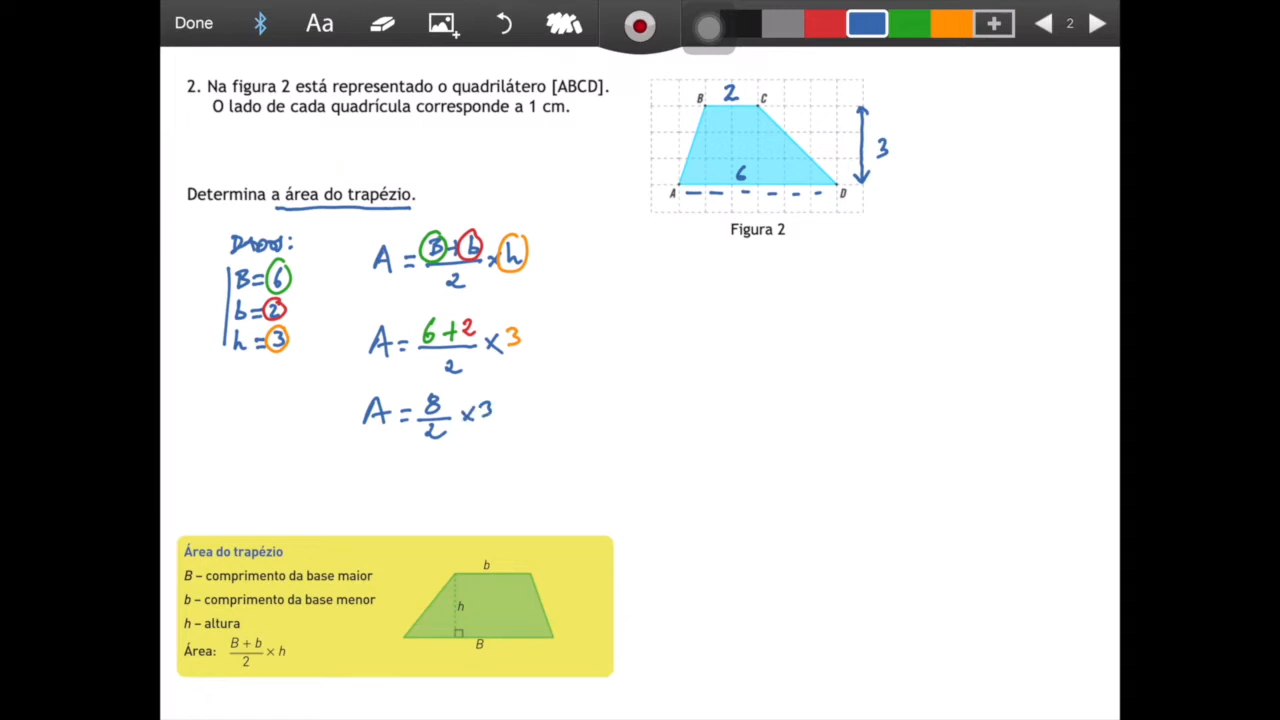 Done Aa 2
2. Na figura 2 está representado o quadrilátero [ABCD].
O lado de cada quadrícula corresponde a 1 cm.
Determina a área do trapézio.
B 2 C
3
6
A D
Figura 2
B = 6
b = 2
h = 3
A = B + b / 2 × h
A = 6 + 2 / 2 × 3
A = 8 / 2 × 3
Área do trapézio
B – comprimento da base maior
b – comprimento da base menor
h – altura
Área: B + b / 2 × h
b
h
B